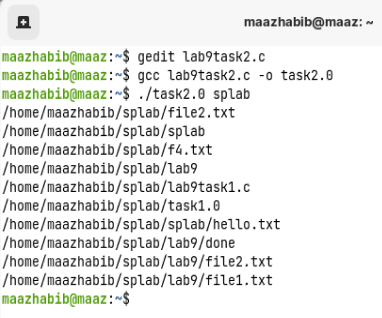 maazhabib@maaz: ~
maazhabib@maaz:~$ gedit lab9task2.c
maazhabib@maaz:~$ gcc lab9task2.c -o task2.0
maazhabib@maaz:~$ ./task2.0 splab
/home/maazhabib/splab/file2.txt
/home/maazhabib/splab/splab
/home/maazhabib/splab/f4.txt
/home/maazhabib/splab/lab9
/home/maazhabib/splab/lab9task1.c
/home/maazhabib/splab/task1.0
/home/maazhabib/splab/splab/hello.txt
/home/maazhabib/splab/lab9/done
/home/maazhabib/splab/lab9/file2.txt
/home/maazhabib/splab/lab9/file1.txt
maazhabib@maaz:~$